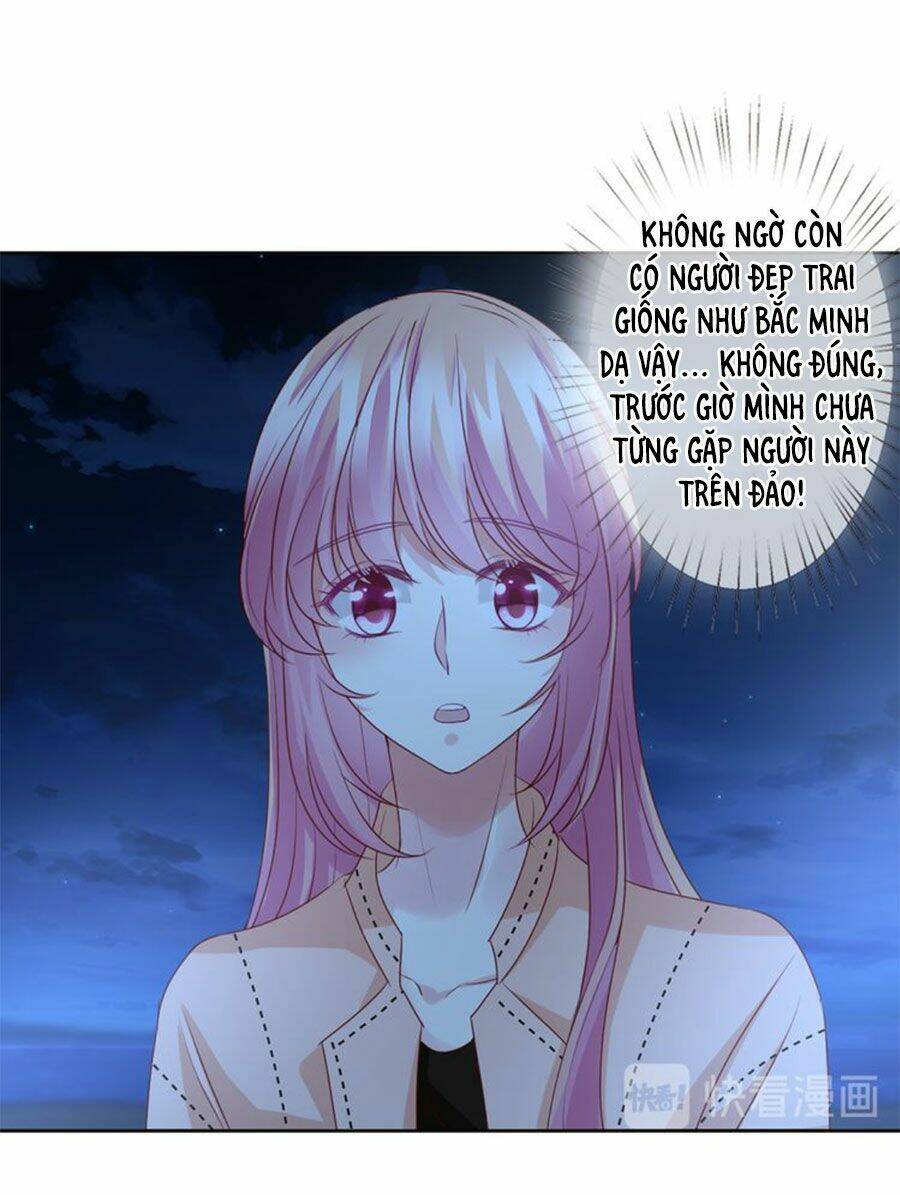 KHÔNG NGỜ CÒN
CÓ NGƯỜI ĐẸP TRAI
GIỐNG NHƯ BẮC MINH
DẠ VẬY... KHÔNG ĐÚNG,
TRƯỚC GIỜ MÌNH CHƯA
TỪNG GẶP NGƯỜI NÀY
TRÊN ĐẢO!
快看! 快看漫画